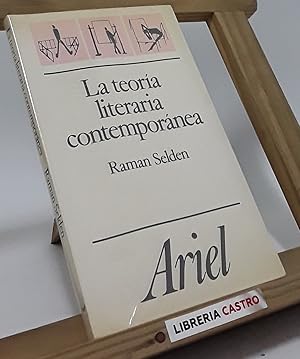 La teoría
literaria
contemporánea
Raman Selden
Ariel
LIBRERIA CASTRO